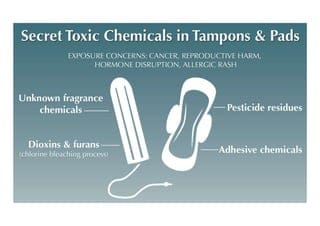 Secret Toxic Chemicals in Tampons & Pads
EXPOSURE CONCERNS: CANCER, REPRODUCTIVE HARM,
HORMONE DISRUPTION, ALLERGIC RASH
Unknown fragrance
chemicals
Pesticide residues
Dioxins & furans
(chlorine bleaching process)
Adhesive chemicals